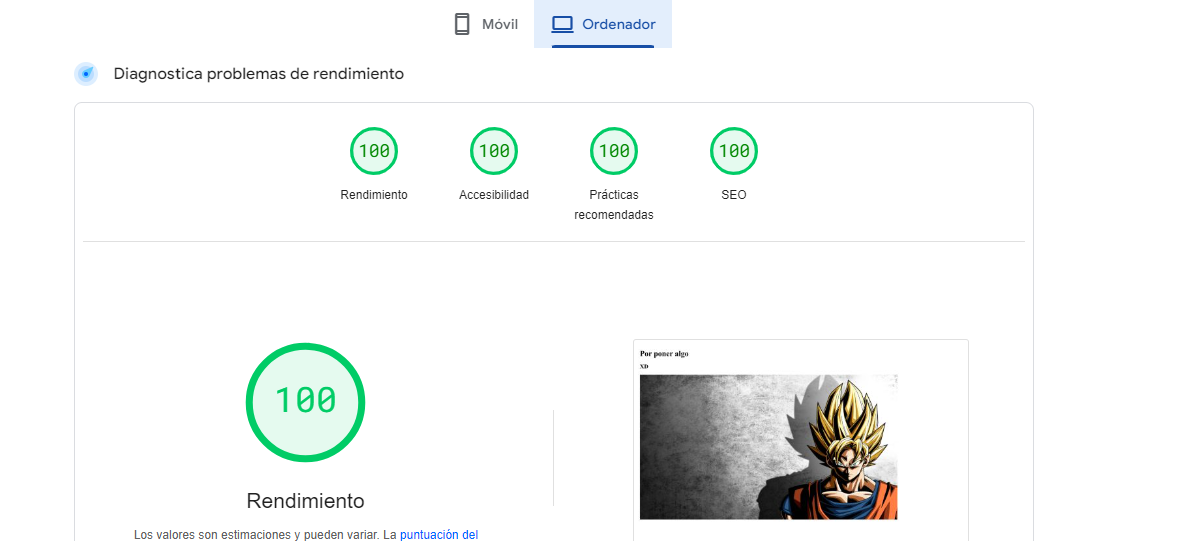 Móvil
Ordenador
Diagnostica problemas de rendimiento
100
100
100
100
Rendimiento
Accesibilidad
Prácticas
recomendadas
SEO
100
Rendimiento
Los valores son estimaciones y pueden variar. La puntuación del
Por poner algo
XD